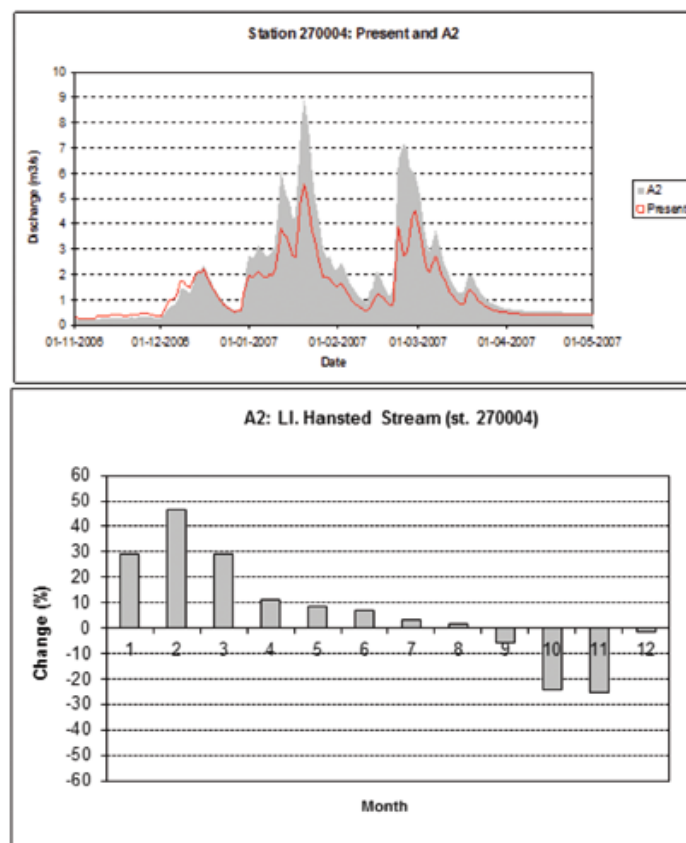 Station 270004: Present and A2
10
9
8
7
6
5
4
3
2
1
0
Discharge (m3/s)
01-11-2006 01-12-2006 01-01-2007 01-02-2007 01-03-2007 01-04-2007 01-05-2007
Date
A2
Present
A2: LI. Hansted Stream (st. 270004)
60
50
40
30
20
10
0
-10
-20
-30
-40
-50
-60
Change (%)
1 2 3 4 5 6 7 8 9 10 11 12
Month